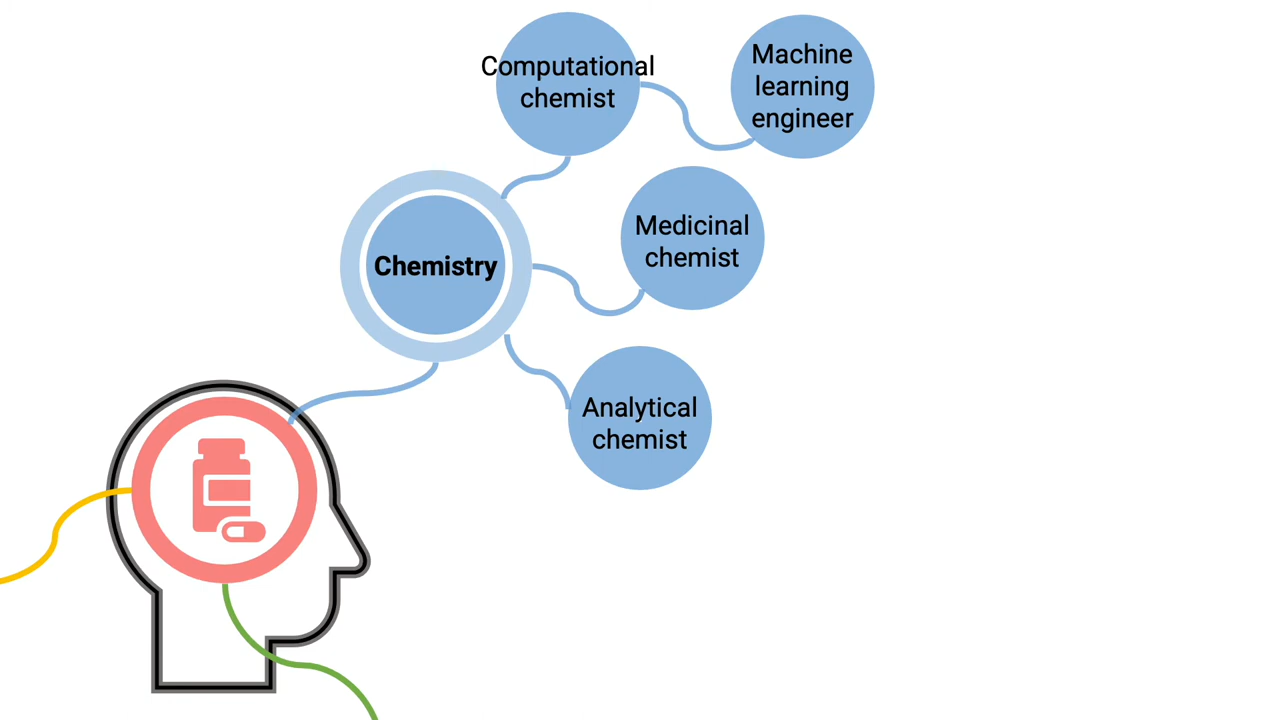 Computational
chemist
Machine
learning
engineer
Medicinal
chemist
Chemistry
Analytical
chemist